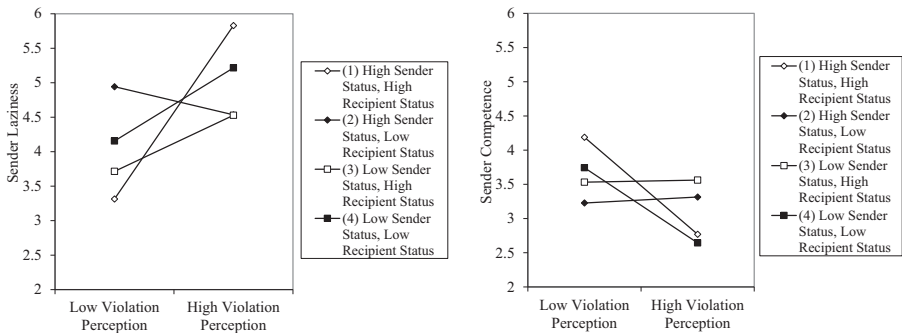 6
5.5
5
4.5
4
3.5
3
2.5
2
Sender Laziness
Low Violation
Perception
High Violation
Perception
(1) High Sender
Status, High
Recipient Status
(2) High Sender
Status, Low
Recipient Status
(3) Low Sender
Status, High
Recipient Status
(4) Low Sender
Status, Low
Recipient Status
6
5.5
5
4.5
4
3.5
3
2.5
2
Sender Competence
Low Violation
Perception
High Violation
Perception
(1) High Sender
Status, High
Recipient Status
(2) High Sender
Status, Low
Recipient Status
(3) Low Sender
Status, High
Recipient Status
(4) Low Sender
Status, Low
Recipient Status